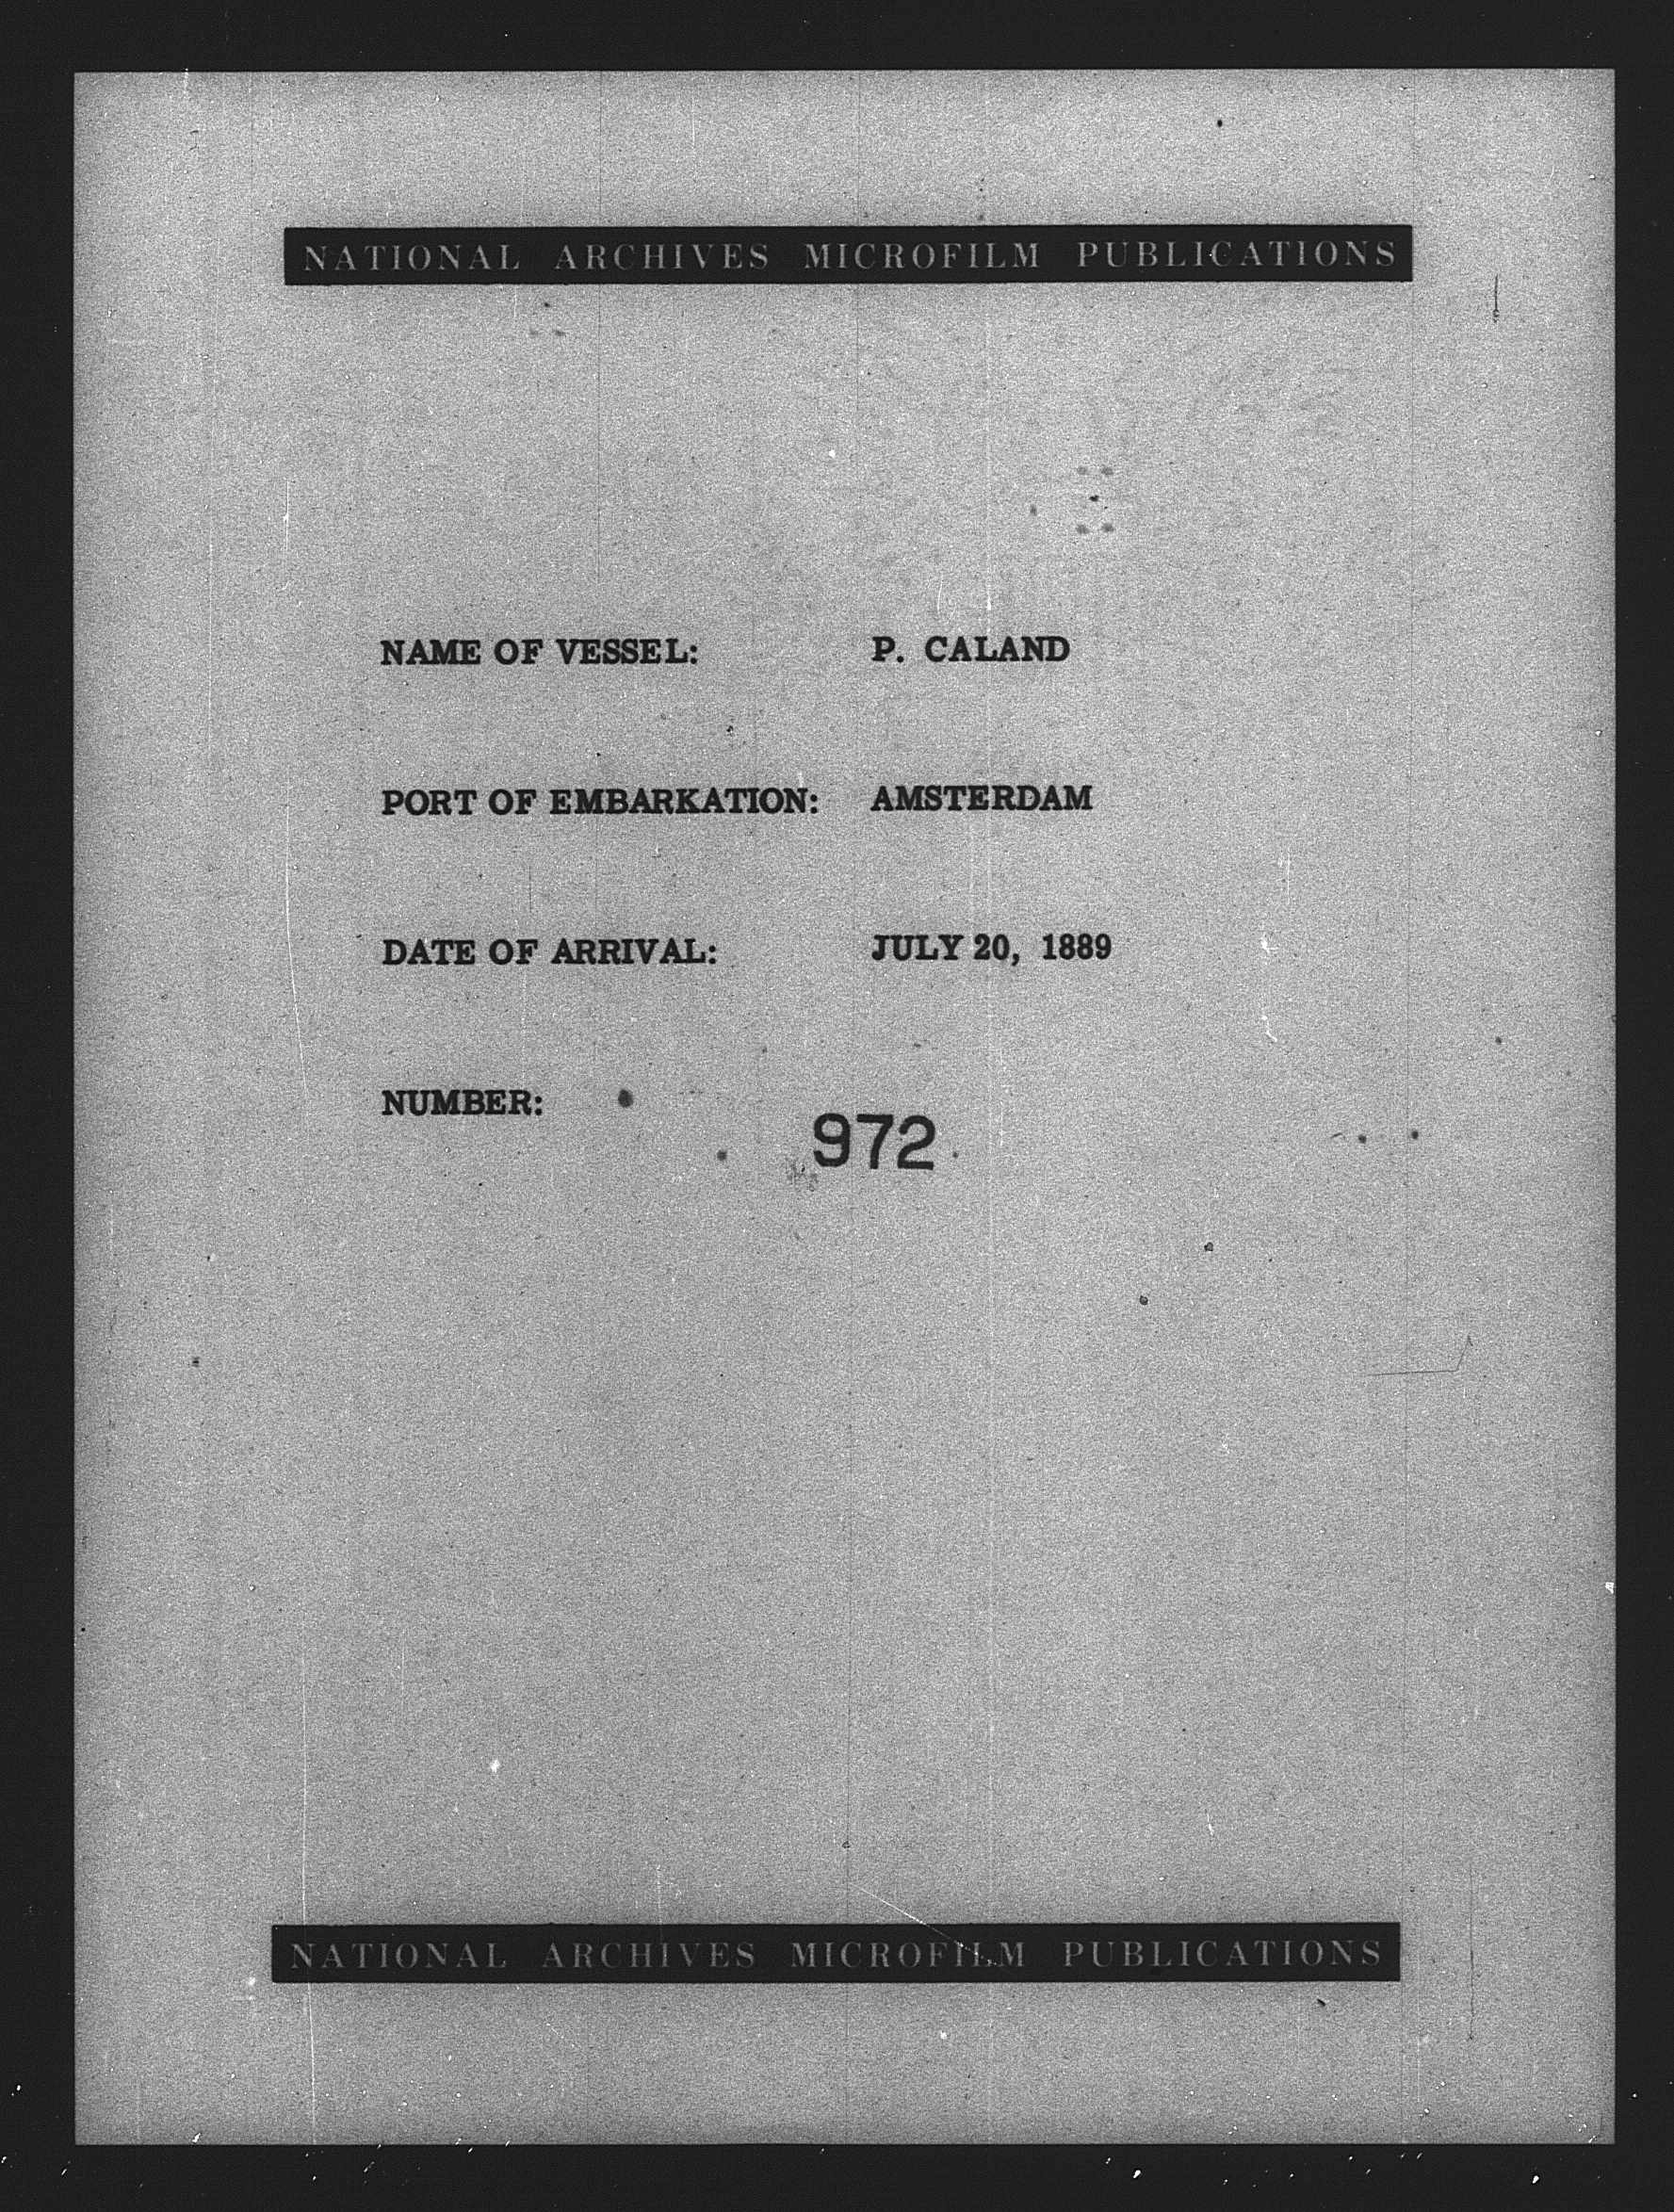 NATIONAL ARCHIVES MICROFILM PUBLICATIONS
NAME OF VESSEL: P. CALAND
PORT OF EMBARKATION: AMSTERDAM
DATE OF ARRIVAL: JULY 20, 1889
NUMBER: 972
NATIONAL ARCHIVES MICROFILM PUBLICATIONS